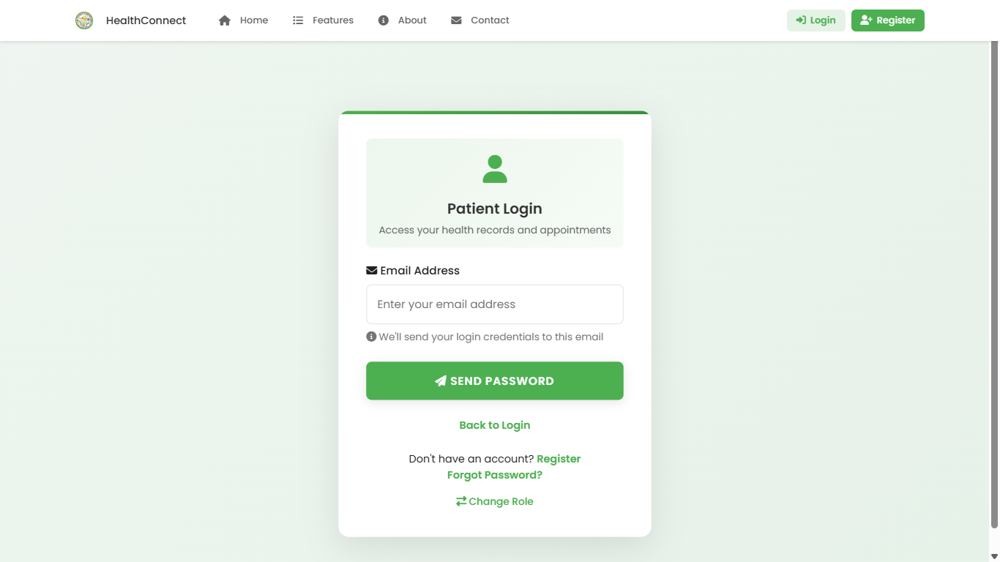 HealthConnect
Home
Features
About
Contact
Login
Register
Patient Login
Access your health records and appointments
Email Address
Enter your email address
We'll send your login credentials to this email
SEND PASSWORD
Back to Login
Don't have an account? Register
Forgot Password?
Change Role